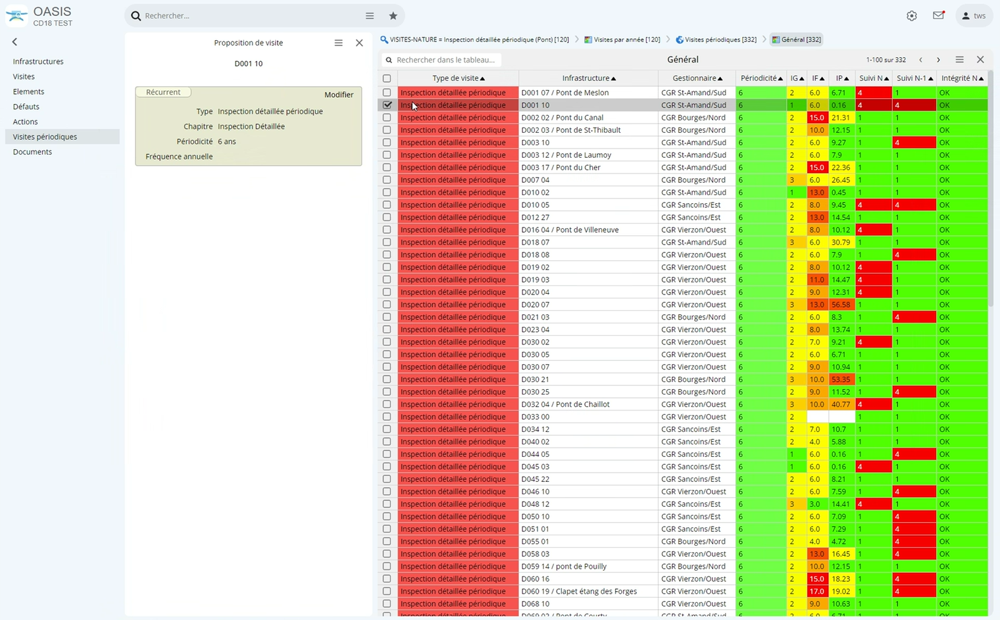 OASIS
CD18 TEST
Rechercher...
tws
Infrastructures
Visites
Elements
Défauts
Actions
Visites périodiques
Documents
Proposition de visite
D001 10
Récurrent
Modifier
Type Inspection détaillée périodique
Chapitre Inspection Détaillée
Périodicité 6 ans
Fréquence annuelle
VISITES-NATURE = Inspection détaillée périodique (Pont) [120] Visites par année [120] Visites périodiques [332] Général [332]
Rechercher dans le tableau... Général 1-100 sur 332
Type de visite Infrastructure Gestionnaire Périodicité IG IF IP Suivi N Suivi N-1 Intégrité N
Inspection détaillée périodique D001 07 / Pont de Meslon CGR St-Amand/Sud 6 2 6.0 6.71 4 1 OK
Inspection détaillée périodique D001 10 CGR St-Amand/Sud 6 1 6.0 0.16 4 4 OK
Inspection détaillée périodique D002 02 / Pont du Canal CGR Bourges/Nord 6 2 15.0 21.31 1 1 OK
Inspection détaillée périodique D002 03 / Pont de St-Thibault CGR Bourges/Nord 6 2 10.0 12.15 1 1 OK
Inspection détaillée périodique D003 10 CGR St-Amand/Sud 6 2 6.0 9.27 1 4 OK
Inspection détaillée périodique D003 12 / Pont de Laumoy CGR St-Amand/Sud 6 2 6.0 7.9 1 1 OK
Inspection détaillée périodique D003 17 / Pont du Cher CGR St-Amand/Sud 6 2 15.0 22.36 1 1 OK
Inspection détaillée périodique D007 04 CGR Bourges/Nord 6 3 6.0 26.45 1 1 OK
Inspection détaillée périodique D010 02 CGR St-Amand/Sud 6 1 13.0 0.45 1 1 OK
Inspection détaillée périodique D010 05 CGR Sancoins/Est 6 2 8.0 9.45 4 4 OK
Inspection détaillée périodique D012 27 CGR Sancoins/Est 6 2 13.0 14.54 1 1 OK
Inspection détaillée périodique D016 04 / Pont de Villeneuve CGR Vierzon/Ouest 6 2 8.0 10.12 4 1 OK
Inspection détaillée périodique D018 07 CGR St-Amand/Sud 6 3 6.0 30.79 1 1 OK
Inspection détaillée périodique D018 08 CGR Vierzon/Ouest 6 2 6.0 7.9 1 4 OK
Inspection détaillée périodique D019 02 CGR Vierzon/Ouest 6 2 8.0 10.12 4 1 OK
Inspection détaillée périodique D019 03 CGR Vierzon/Ouest 6 2 11.0 14.47 4 1 OK
Inspection détaillée périodique D020 04 CGR Vierzon/Ouest 6 2 9.0 12.31 4 1 OK
Inspection détaillée périodique D020 07 CGR Vierzon/Ouest 6 3 13.0 56.58 1 1 OK
Inspection détaillée périodique D021 03 CGR Bourges/Nord 6 2 6.0 8.3 1 4 OK
Inspection détaillée périodique D023 04 CGR Vierzon/Ouest 6 2 8.0 13.74 1 1 OK
Inspection détaillée périodique D030 02 CGR Vierzon/Ouest 6 2 7.0 9.21 4 1 OK
Inspection détaillée périodique D030 05 CGR Vierzon/Ouest 6 2 6.0 6.71 1 1 OK
Inspection détaillée périodique D030 07 CGR Vierzon/Ouest 6 2 9.0 10.94 1 1 OK
Inspection détaillée périodique D030 21 CGR Bourges/Nord 6 3 10.0 53.35 1 1 OK
Inspection détaillée périodique D030 25 CGR Bourges/Nord 6 2 9.0 11.52 1 4 OK
Inspection détaillée périodique D032 04 / Pont de Chaillot CGR Vierzon/Ouest 6 3 10.0 40.77 4 1 OK
Inspection détaillée périodique D033 00 CGR Vierzon/Ouest 6 2 1 1 OK
Inspection détaillée périodique D034 12 CGR Sancoins/Est 6 2 7.0 10.7 1 1 OK
Inspection détaillée périodique D040 02 CGR Sancoins/Est 6 2 4.0 5.88 1 1 OK
Inspection détaillée périodique D044 05 CGR Sancoins/Est 6 1 6.0 0.16 1 4 OK
Inspection détaillée périodique D045 03 CGR Sancoins/Est 6 1 6.0 0.16 4 1 OK
Inspection détaillée périodique D045 22 CGR Sancoins/Est 6 2 6.0 8.21 1 1 OK
Inspection détaillée périodique D046 10 CGR Vierzon/Ouest 6 2 6.0 7.59 1 4 OK
Inspection détaillée périodique D048 12 CGR Sancoins/Est 6 3 3.0 14.41 4 1 OK
Inspection détaillée périodique D050 10 CGR Sancoins/Est 6 2 6.0 7.09 1 4 OK
Inspection détaillée périodique D051 01 CGR Sancoins/Est 6 2 6.0 7.29 1 4 OK
Inspection détaillée périodique D055 01 CGR Bourges/Nord 6 2 4.0 4.72 1 4 OK
Inspection détaillée périodique D058 03 CGR Vierzon/Ouest 6 2 13.0 16.45 1 4 OK
Inspection détaillée périodique D059 14 / pont de Pouilly CGR Bourges/Nord 6 2 10.0 12.15 1 1 OK
Inspection détaillée périodique D060 16 CGR Vierzon/Ouest 6 2 15.0 18.23 1 4 OK
Inspection détaillée périodique D060 19 / Clapet étang des Forges CGR Vierzon/Ouest 6 2 17.0 19.02 1 4 OK
Inspection détaillée périodique D068 10 CGR Vierzon/Ouest 6 2 9.0 10.63 1 1 OK